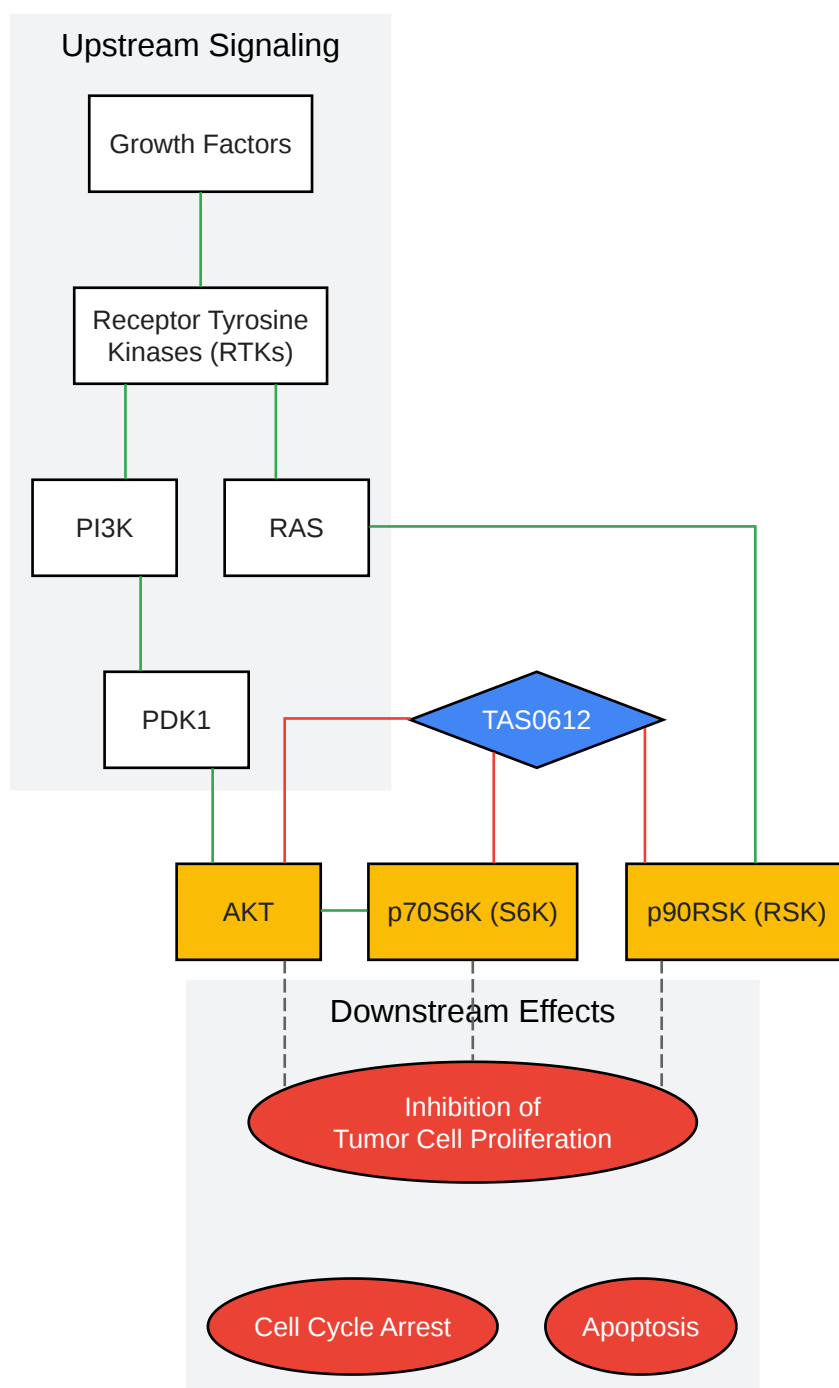 Upstream Signaling
Growth Factors
Receptor Tyrosine
Kinases (RTKs)
PI3K
RAS
PDK1
TAS0612
AKT
p70S6K (S6K)
p90RSK (RSK)
Downstream Effects
Inhibition of
Tumor Cell Proliferation
Cell Cycle Arrest
Apoptosis